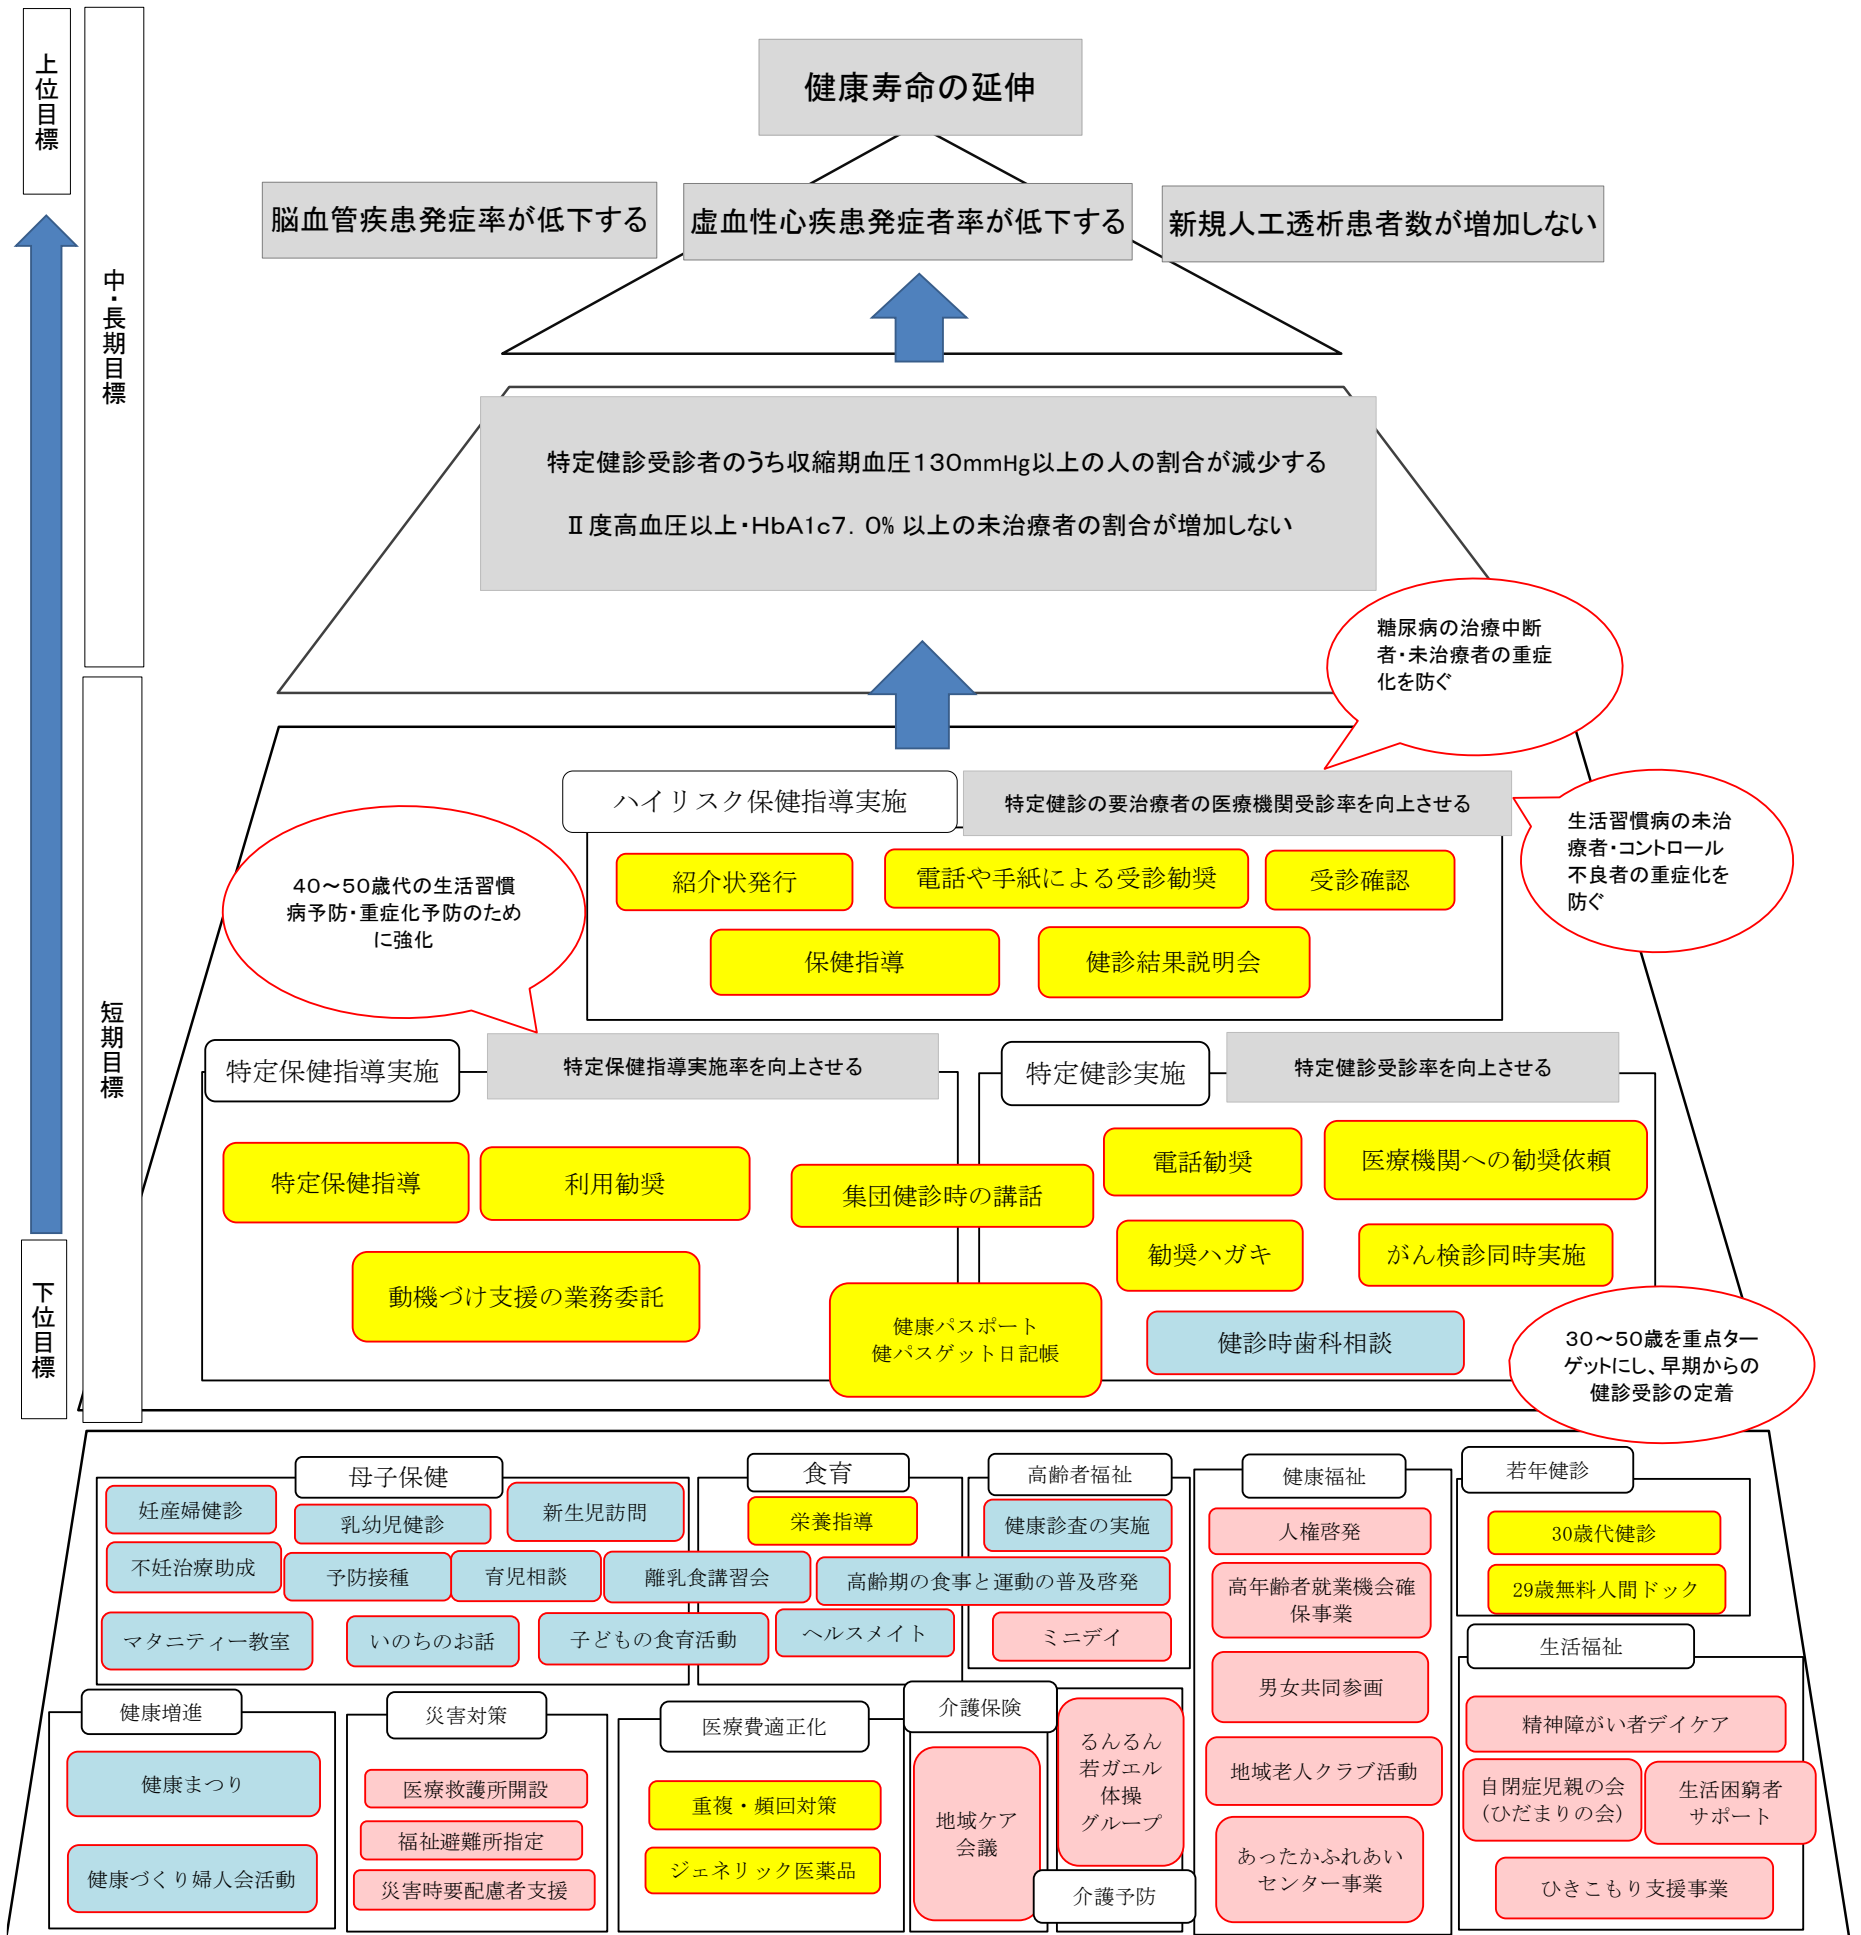 上位目標
中・長期目標
短期目標
下位目標
健康寿命の延伸
脳血管疾患発症率が低下する
虚血性心疾患発症者率が低下する
新規人工透析患者数が増加しない
特定健診受診者のうち収縮期血圧130mmHg以上の人の割合が減少する
Ⅱ度高血圧以上・HbA1c7.0%以上の未治療者の割合が増加しない
糖尿病の治療中断
者・未治療者の重症
化を防ぐ
ハイリスク保健指導実施
特定健診の要治療者の医療機関受診率を向上させる
生活習慣病の未治
療者・コントロール
不良者の重症化を
防ぐ
紹介状発行
電話や手紙による受診勧奨
受診確認
保健指導
健診結果説明会
40～50歳代の生活習慣
病予防・重症化予防のため
に強化
特定保健指導実施
特定保健指導実施率を向上させる
特定健診実施
特定健診受診率を向上させる
特定保健指導
利用勧奨
集団健診時の講話
電話勧奨
医療機関への勧奨依頼
動機づけ支援の業務委託
勧奨ハガキ
がん検診同時実施
健康パスポート
健パスゲット日記帳
健診時歯科相談
30～50歳を重点ター
ゲットにし、早期からの
健診受診の定着
母子保健
妊産婦健診
乳幼児健診
新生児訪問
不妊治療助成
予防接種
育児相談
離乳食講習会
マタニティー教室
いのちのお話
子どもの食育活動
食育
栄養指導
ヘルスメイト
高齢者福祉
健康診査の実施
高齢期の食事と運動の普及啓発
ミニデイ
健康福祉
人権啓発
高年齢者就業機会確
保事業
男女共同参画
地域老人クラブ活動
あったかふれあい
センター事業
若年健診
30歳代健診
29歳無料人間ドック
生活福祉
精神障がい者デイケア
自閉症児親の会
(ひだまりの会)
生活困窮者
サポート
ひきこもり支援事業
健康増進
健康まつり
健康づくり婦人会活動
災害対策
医療救護所開設
福祉避難所指定
災害時要配慮者支援
医療費適正化
重複・頻回対策
ジェネリック医薬品
介護保険
地域ケア
会議
るんるん
若ガエル
体操
グループ
介護予防